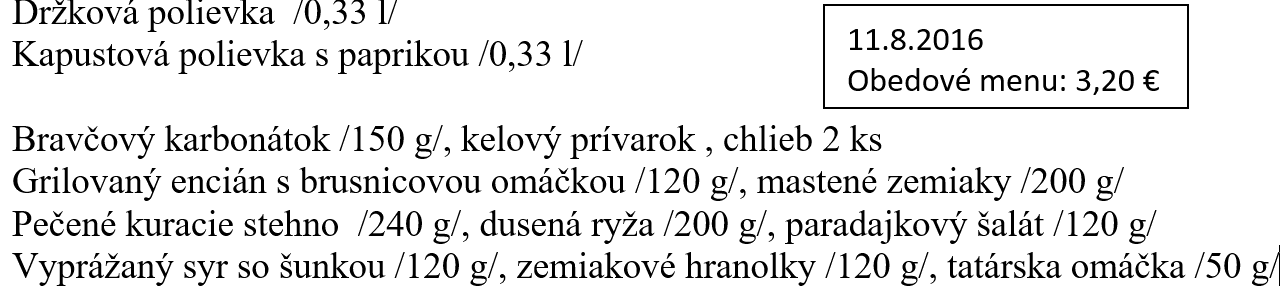 Držková polievka  /0,33 l/
Kapustová polievka s paprikou /0,33 l/
11.8.2016
Obedové menu: 3,20 €
Bravčový karbonátok /150 g/, kelový prívarok , chlieb 2 ks
Grilovaný encián s brusnicovou omáčkou /120 g/, mastené zemiaky /200 g/
Pečené kuracie stehno  /240 g/, dusená ryža /200 g/, paradajkový šalát /120 g/
Vyprážaný syr so šunkou /120 g/, zemiakové hranolky /120 g/, tatárska omáčka /50 g/